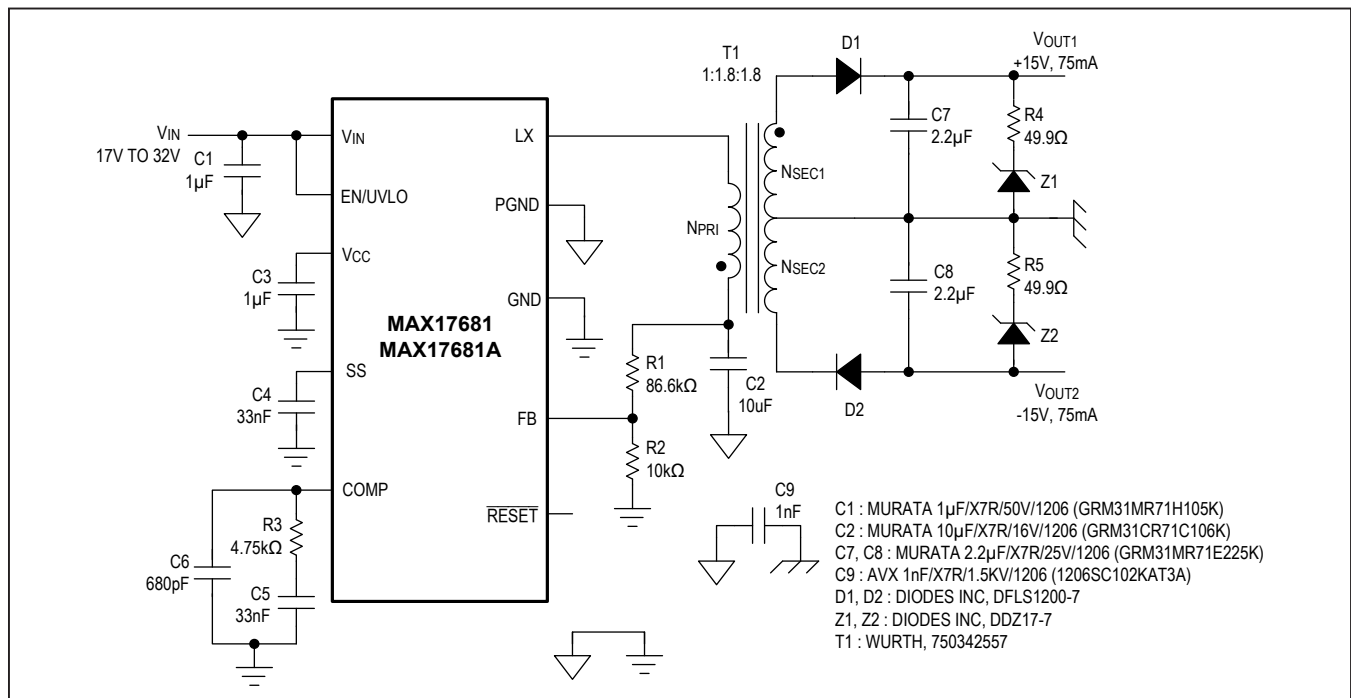 T1
1:1.8:1.8
D1
VOUT1
+15V, 75mA
VIN
17V TO 32V
C1
1µF
VIN
LX
C7
2.2µF
R4
49.9Ω
EN/UVLO
PGND
NPRI
NSEC1
Z1
VCC
C3
1µF
GND
NSEC2
C8
2.2µF
R5
49.9Ω
MAX17681
MAX17681A
Z2
SS
C4
33nF
R1
86.6kΩ
C2
10uF
D2
VOUT2
-15V, 75mA
FB
R2
10kΩ
COMP
R3
4.75kΩ
RESET
C6
680pF
C5
33nF
C9
1nF
C1 : MURATA 1µF/X7R/50V/1206 (GRM31MR71H105K)
C2 : MURATA 10µF/X7R/16V/1206 (GRM31CR71C106K)
C7, C8 : MURATA 2.2µF/X7R/25V/1206 (GRM31MR71E225K)
C9 : AVX 1nF/X7R/1.5KV/1206 (1206SC102KAT3A)
D1, D2 : DIODES INC, DFLS1200-7
Z1, Z2 : DIODES INC, DDZ17-7
T1 : WURTH, 750342557